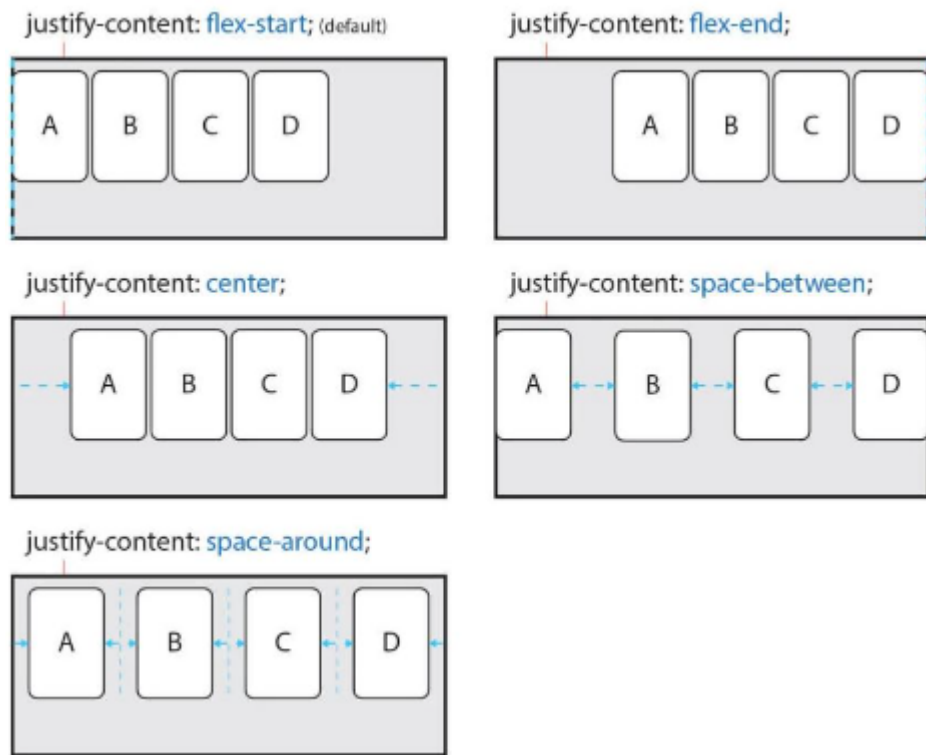 justify-content: flex-start; (default)
A B C D
justify-content: flex-end;
A B C D
justify-content: center;
A B C D
justify-content: space-between;
A B C D
justify-content: space-around;
A B C D